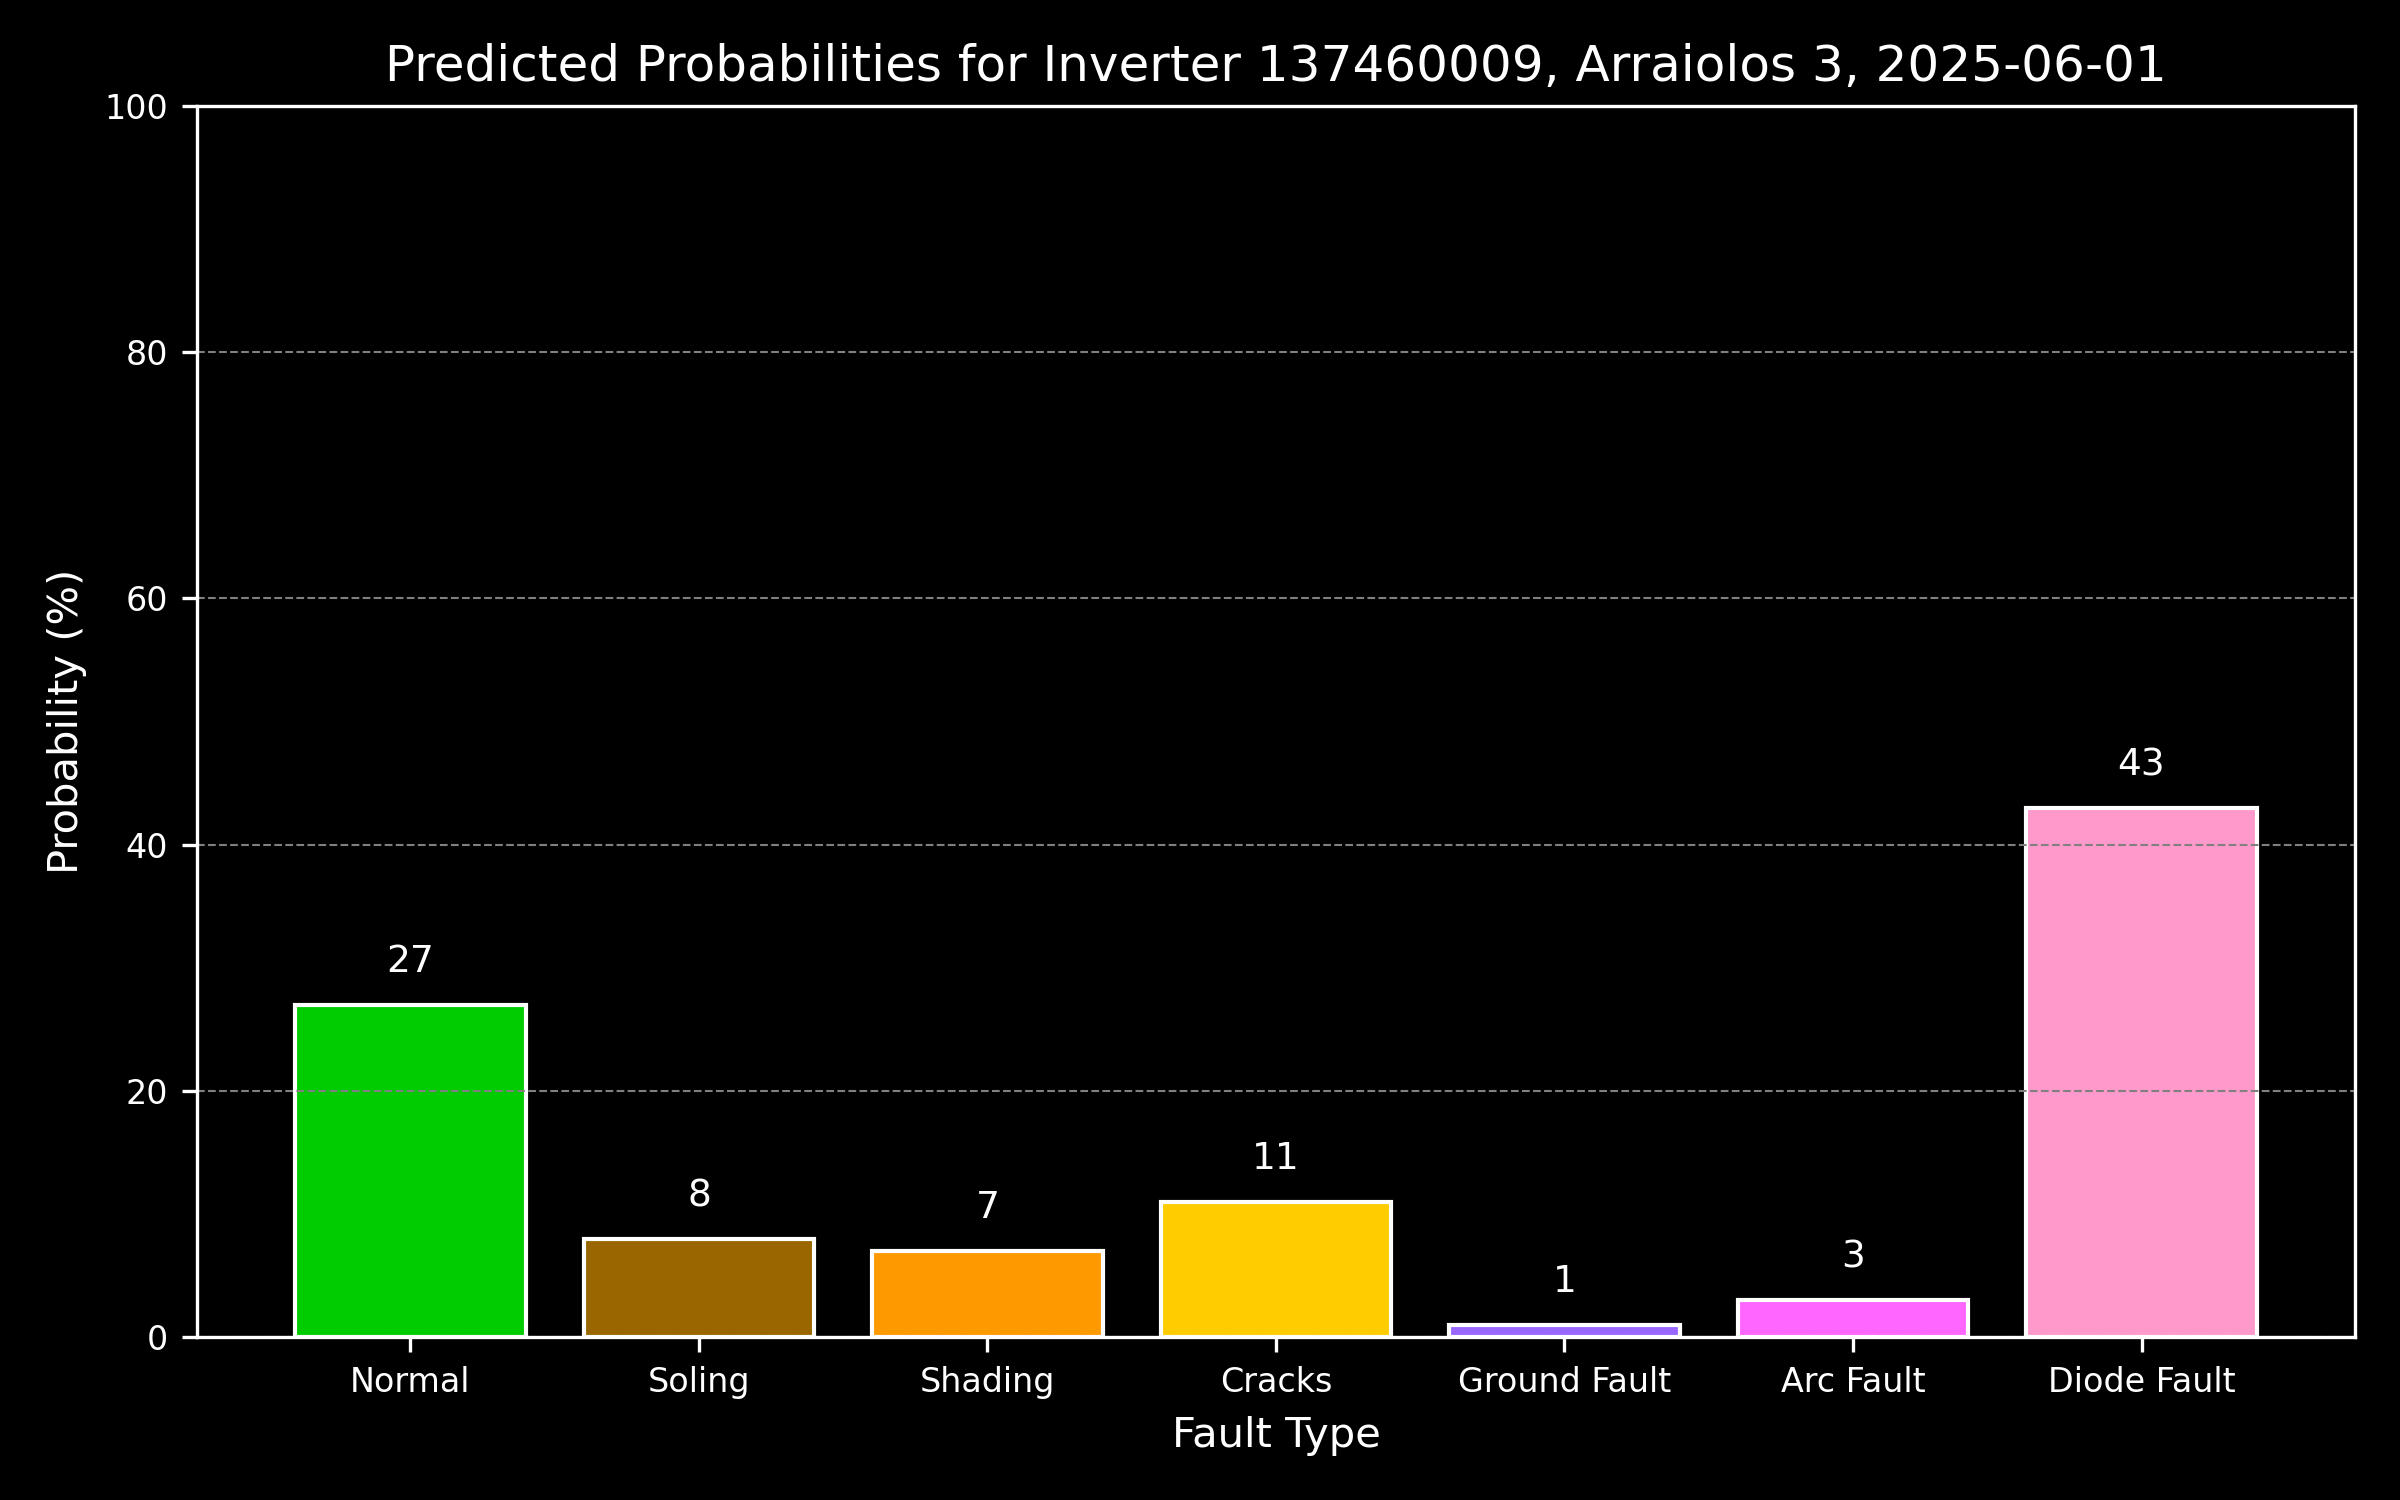 Predicted Probabilities for Inverter 137460009, Arraiolos 3, 2025-06-01
Probability (%)
100
80
60
40
20
0
27
8
7
11
1
3
43
Normal
Soling
Shading
Cracks
Ground Fault
Arc Fault
Diode Fault
Fault Type